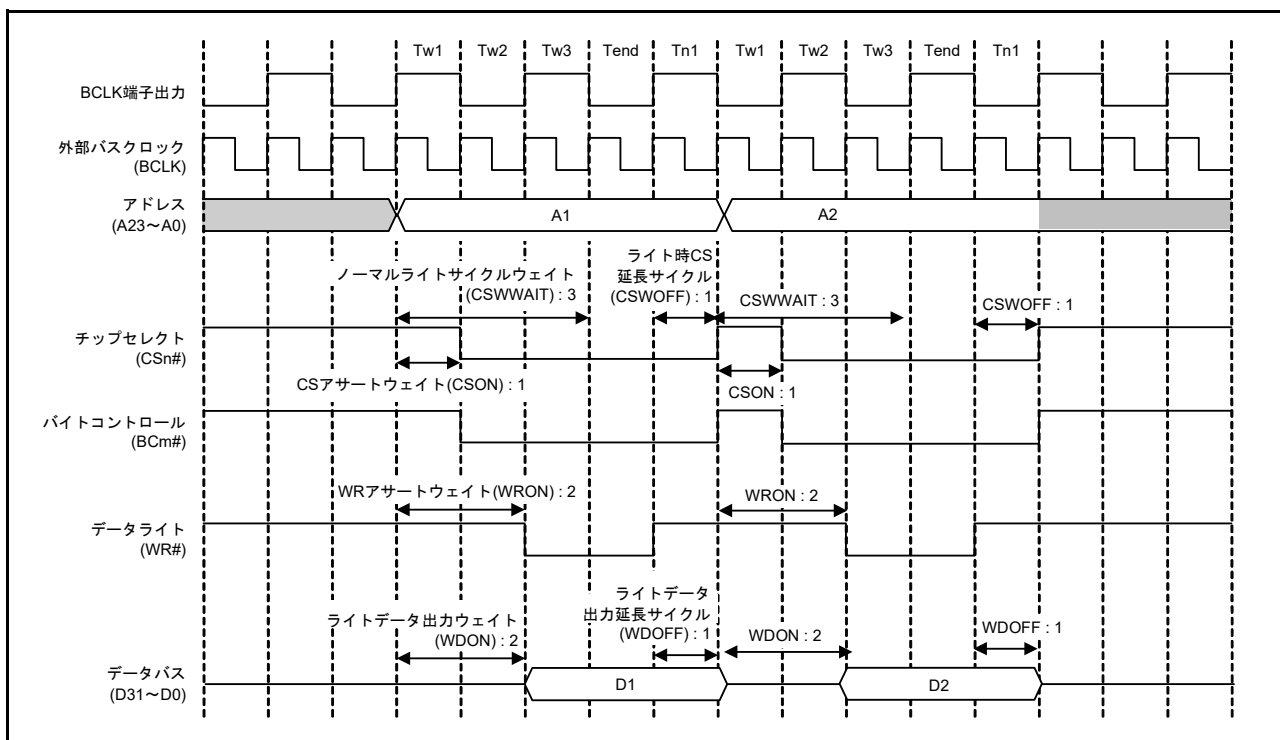 Tw1 Tw2 Tw3 Tend Tn1 Tw1 Tw2 Tw3 Tend Tn1
BCLK端子出力
外部バスクロック
(BCLK)
アドレス
(A23～A0)
A1
A2
ノーマルライトサイクルウェイト
(CSWWAIT) : 3
ライト時CS
延長サイクル
(CSWOFF) : 1
CSWWAIT : 3
CSWOFF : 1
チップセレクト
(CSn#)
CSアサートウェイト(CSON) : 1
CSON : 1
バイトコントロール
(BCm#)
WRアサートウェイト(WRON) : 2
WRON : 2
データライト
(WR#)
ライトデータ出力ウェイト
(WDON) : 2
ライトデータ
出力延長サイクル
(WDOFF) : 1
WDON : 2
WDOFF : 1
データバス
(D31～D0)
D1
D2